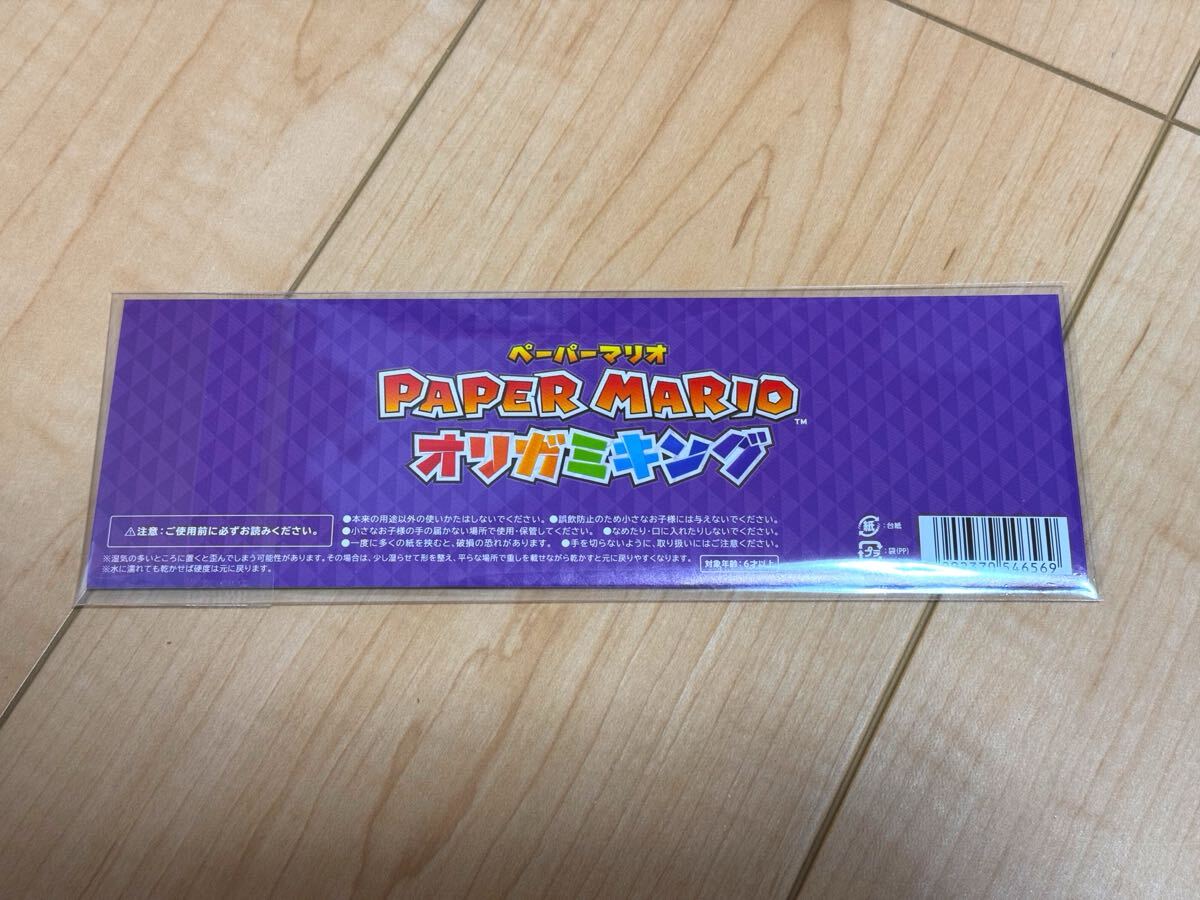 ペーパーマリオ
PAPER MARIO™
オリガミキング
⚠注意：ご使用前に必ずお読みください。
●本来の用途以外の使いかたはしないでください。●誤飲防止のため小さなお子様には与えないでください。
●小さなお子様の手の届かない場所で使用・保管してください。 ●なめたり・口に入れたりしないでください。
●一度に多くの紙を挟むと、破損の恐れがあります。 ●手を切らないように、取り扱いにはご注意ください。
※湿気の多いところに置くと歪んでしまう可能性があります。その場合は、少し湿らせて形を整え、平らな場所で重しを載せながら乾かすと元に戻りやすくなります。
※水に濡れても乾かせば硬度は元に戻ります。
対象年齢：6才以上
紙：台紙
プラ：袋(PP)
546569